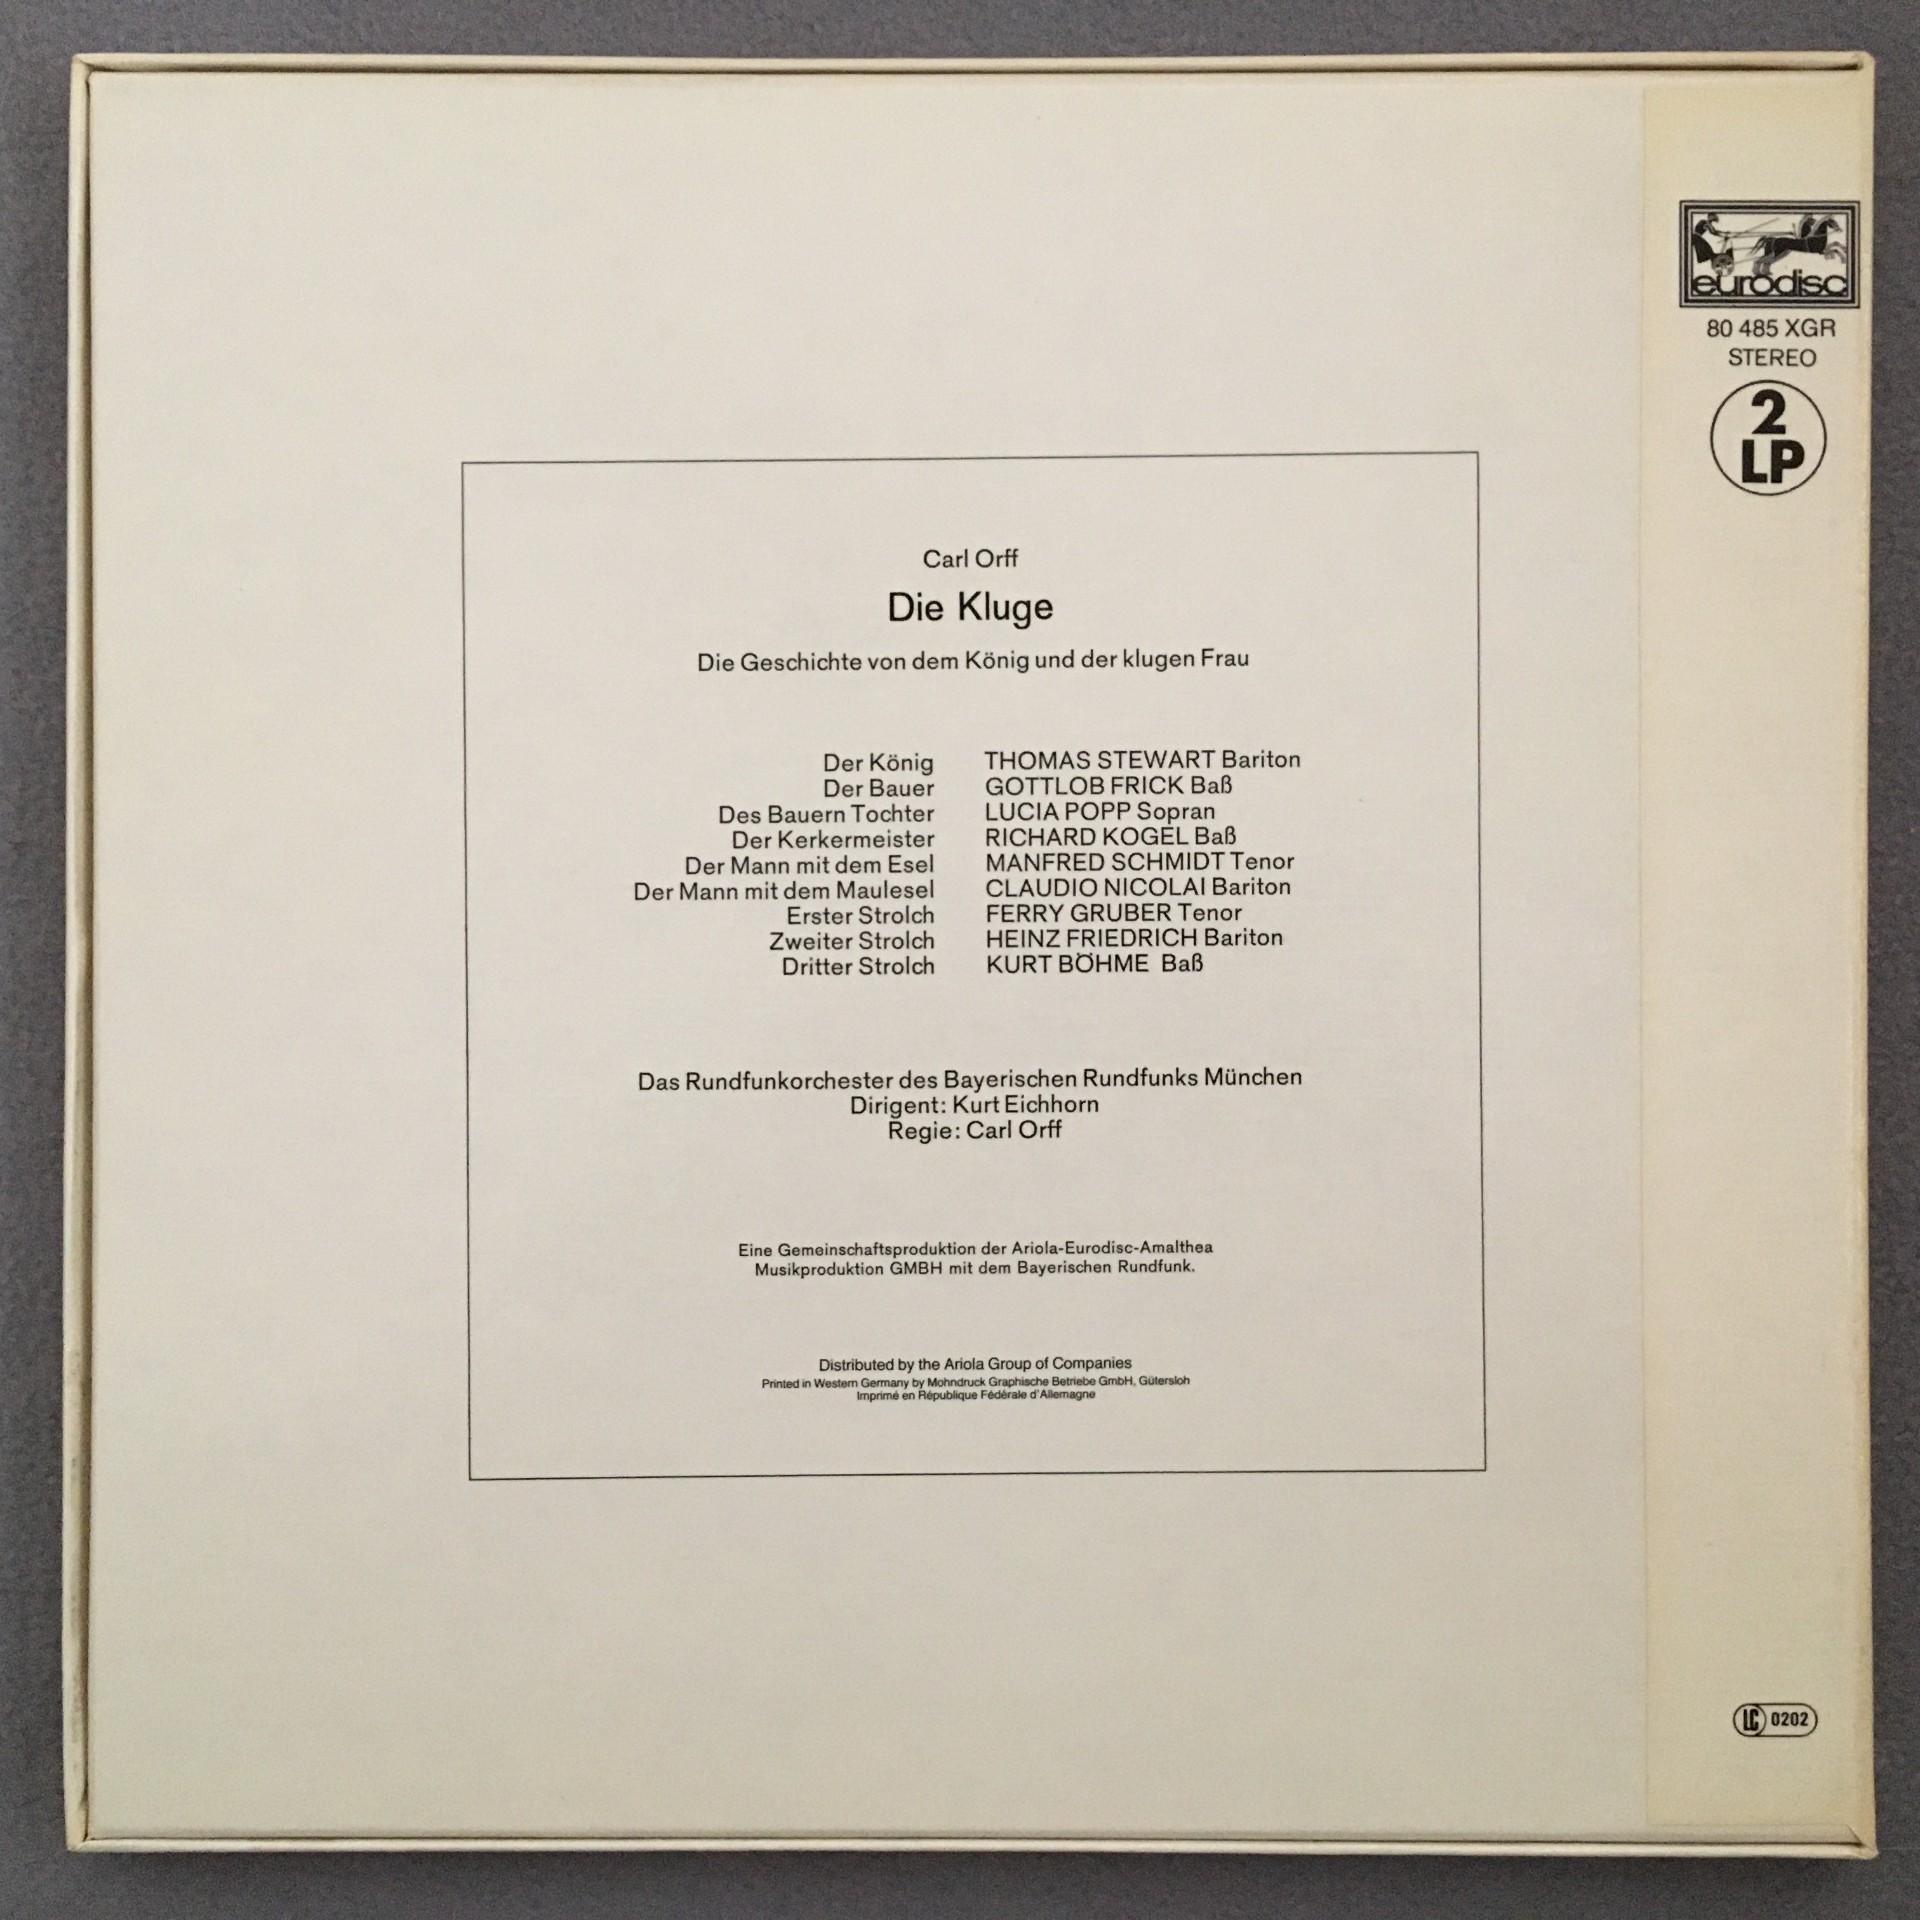 eurodisc
80 485 XGR
STEREO
2
LP
Carl Orff
Die Kluge
Die Geschichte von dem König und der klugen Frau
Der König THOMAS STEWART Bariton
Der Bauer GOTTLOB FRICK Baß
Des Bauern Tochter LUCIA POPP Sopran
Der Kerkermeister RICHARD KOGEL Baß
Der Mann mit dem Esel MANFRED SCHMIDT Tenor
Der Mann mit dem Maulesel CLAUDIO NICOLAI Bariton
Erster Strolch FERRY GRUBER Tenor
Zweiter Strolch HEINZ FRIEDRICH Bariton
Dritter Strolch KURT BÖHME Baß
Das Rundfunkorchester des Bayerischen Rundfunks München
Dirigent: Kurt Eichhorn
Regie: Carl Orff
Eine Gemeinschaftsproduktion der Ariola-Eurodisc-Amalthea
Musikproduktion GMBH mit dem Bayerischen Rundfunk.
Distributed by the Ariola Group of Companies
Printed in Western Germany by Mohndruck Graphische Betriebe GmbH, Gütersloh
Imprimé en République Fédérale d'Allemagne
LC 0202